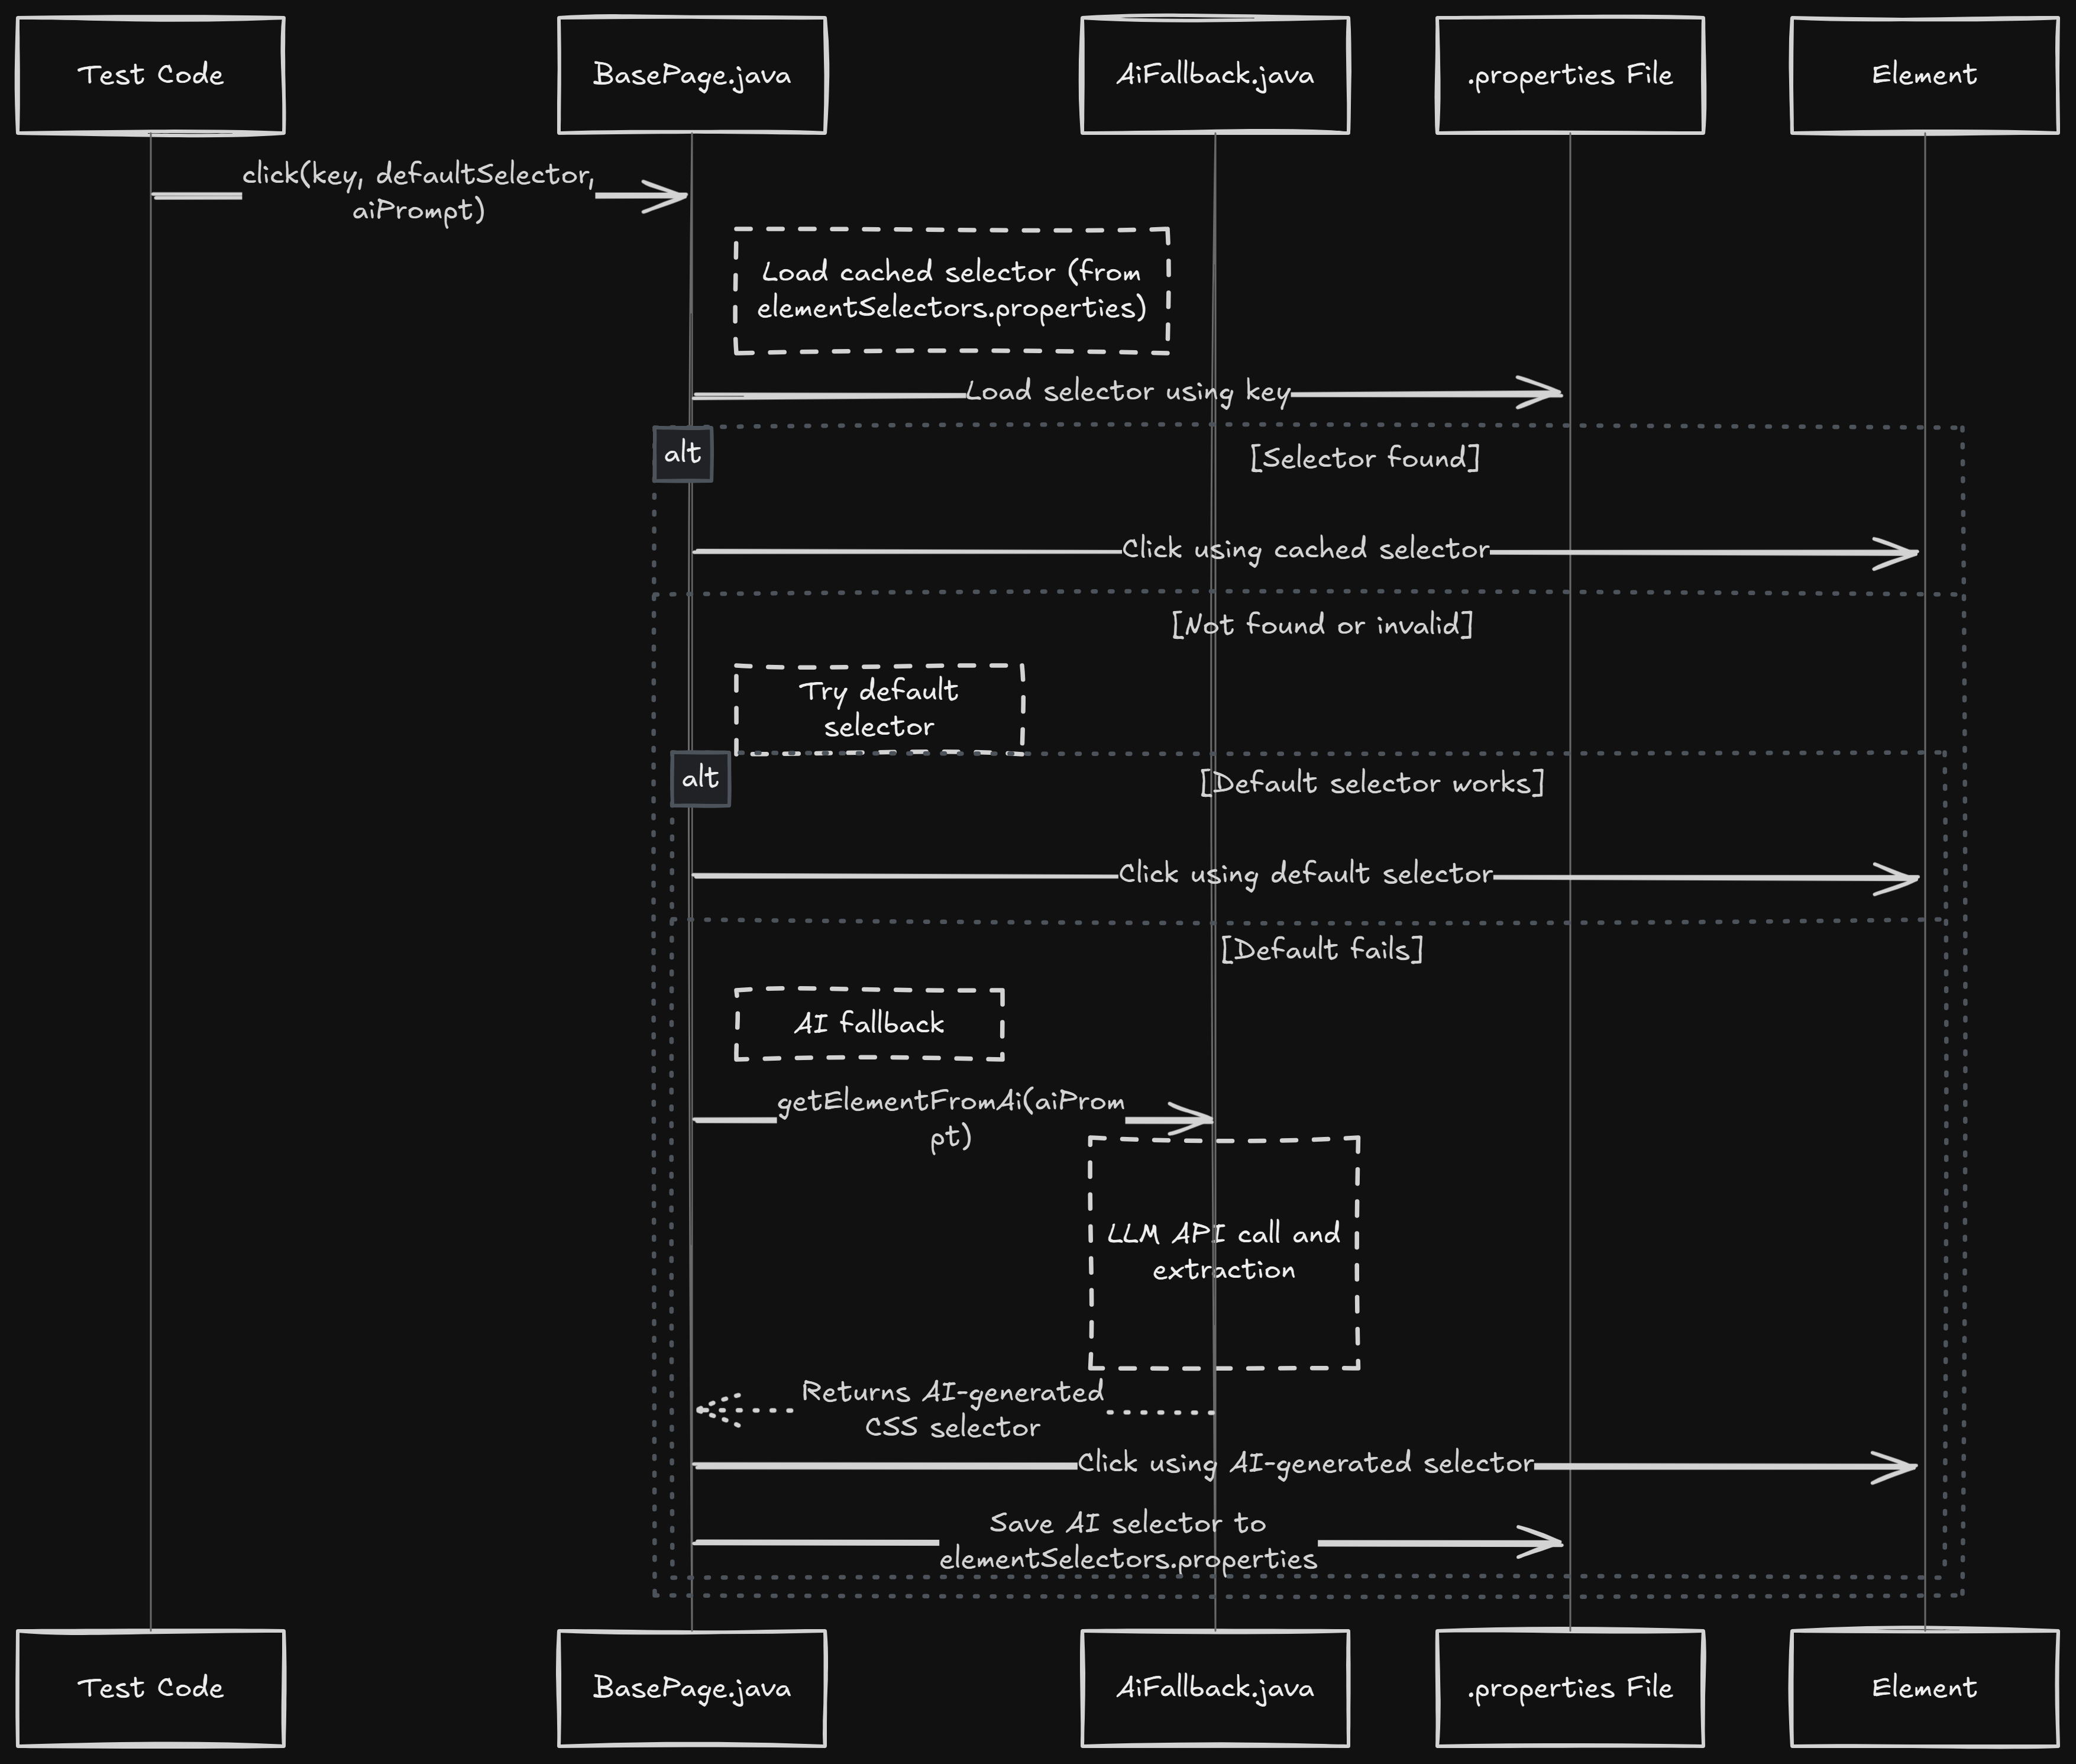 Test Code
BasePage.java
AiFallback.java
.properties File
Element
click(key, defaultSelector,
aiPrompt)
Load cached selector (from
elementSelectors.properties)
Load selector using key
alt
[Selector found]
Click using cached selector
[Not found or invalid]
Try default
selector
alt
[Default selector works]
Click using default selector
[Default fails]
AI fallback
getElementFromAi(aiProm
pt)
LLM API call and
extraction
Returns AI-generated
CSS selector
Click using AI-generated selector
Save AI selector to
elementSelectors.properties
Test Code
BasePage.java
AiFallback.java
.properties File
Element